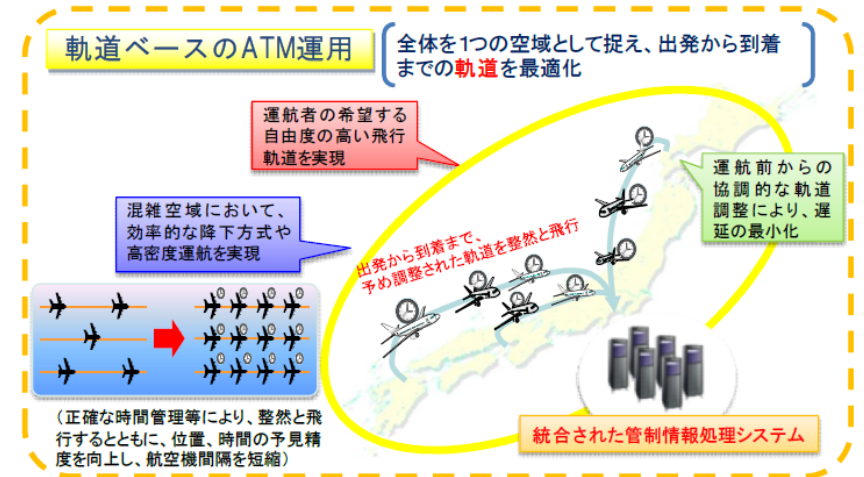 軌道ベースのATM運用
全体を1つの空域として捉え、出発から到着
までの軌道を最適化
運航者の希望する
自由度の高い飛行
軌道を実現
運航前からの
協調的な軌道
調整により、遅
延の最小化
混雑空域において、
効率的な降下方式や
高密度運航を実現
出発から到着まで、
予め調整された軌道を整然と飛行
(正確な時間管理等により、整然と飛
行するとともに、位置、時間の予見精
度を向上し、航空機間隔を短縮)
統合された管制情報処理システム